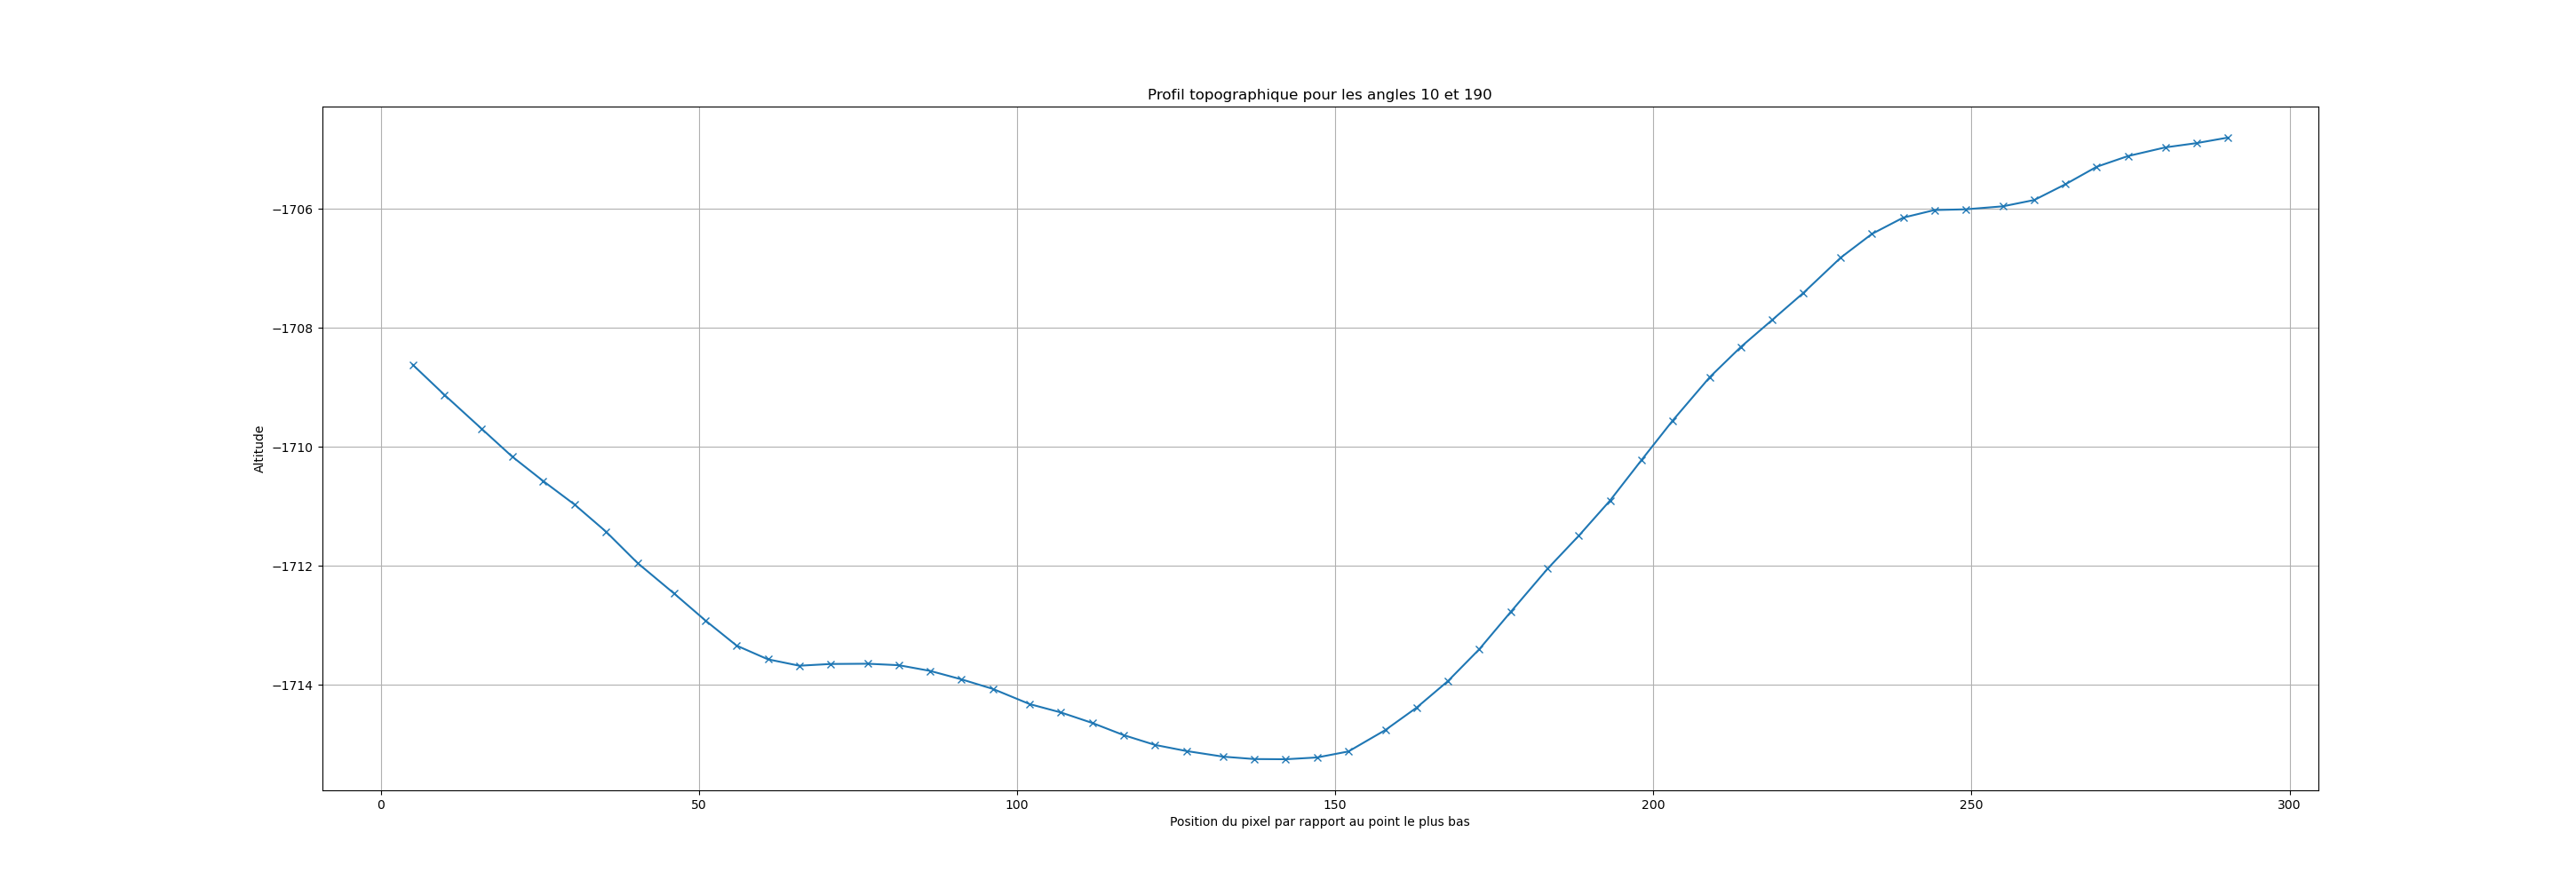 Profil topographique pour les angles 10 et 190
Altitude
−1706
−1708
−1710
−1712
−1714
0 50 100 150 200 250 300
Position du pixel par rapport au point le plus bas